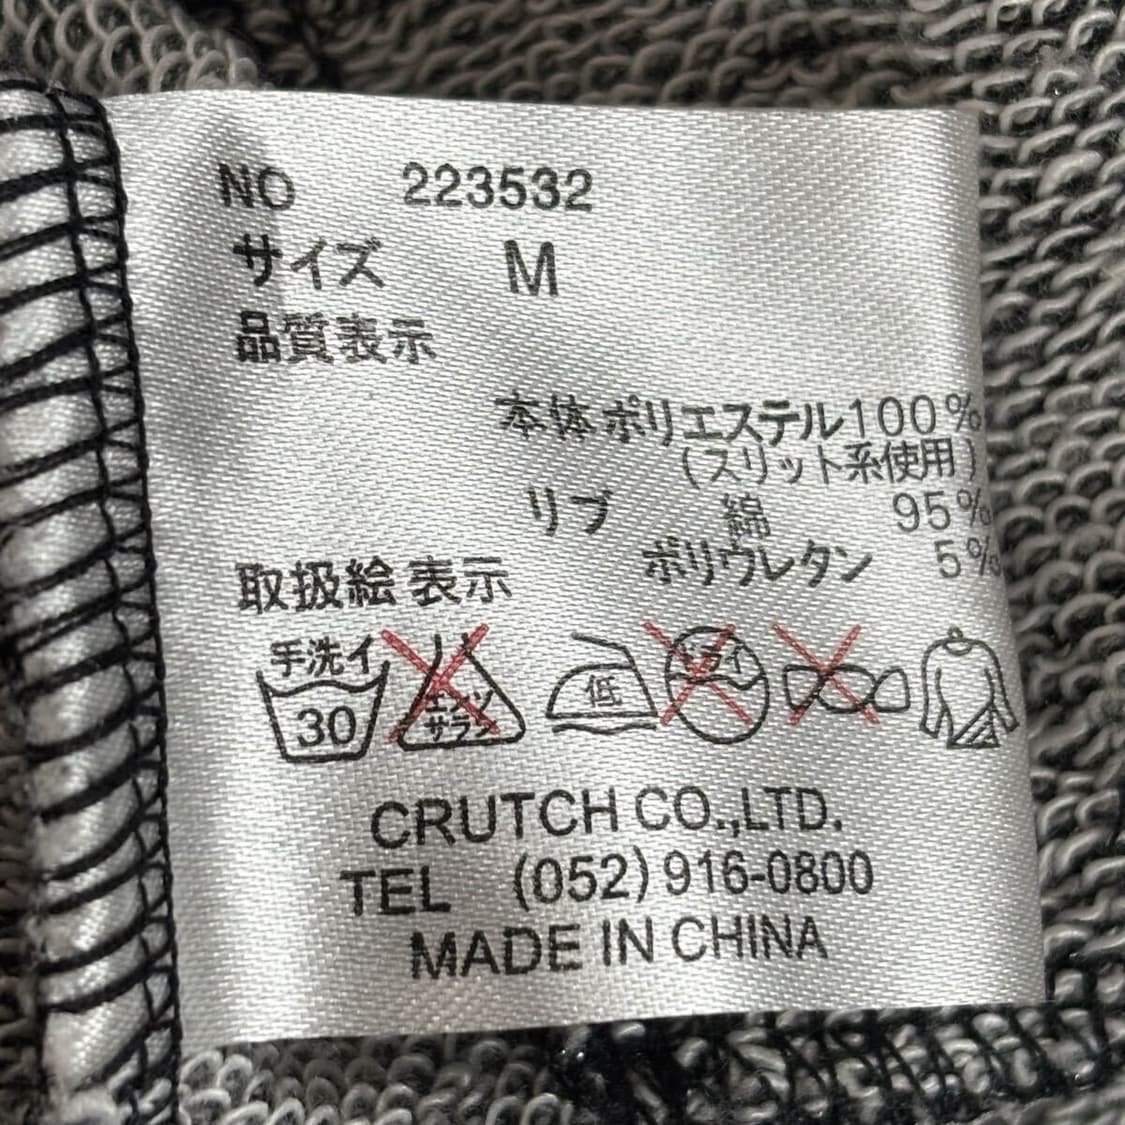 NO 223532
サイズ M
品質表示
本体 ポリエステル100%
(スリット糸使用)
リブ 綿 95%
ポリウレタン 5%
取扱絵表示
手洗イ 30 エンソサラシ 低 ドライ
CRUTCH CO.,LTD.
TEL (052)916-0800
MADE IN CHINA